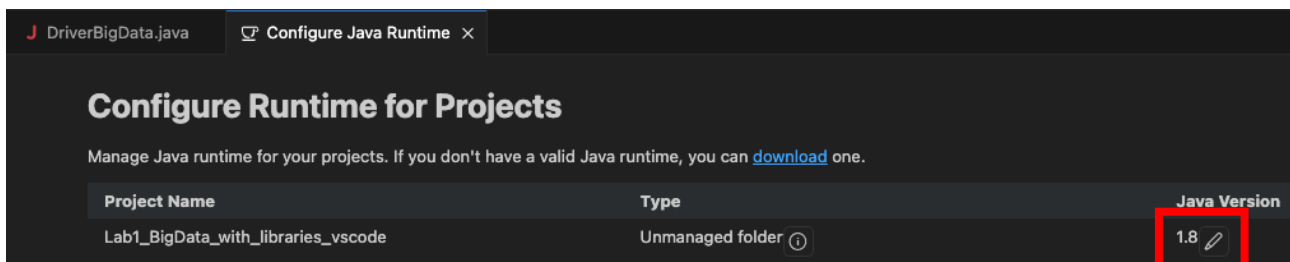 J DriverBigData.java Configure Java Runtime ×
Configure Runtime for Projects
Manage Java runtime for your projects. If you don't have a valid Java runtime, you can download one.
Project Name Type Java Version
Lab1_BigData_with_libraries_vscode Unmanaged folder 1.8